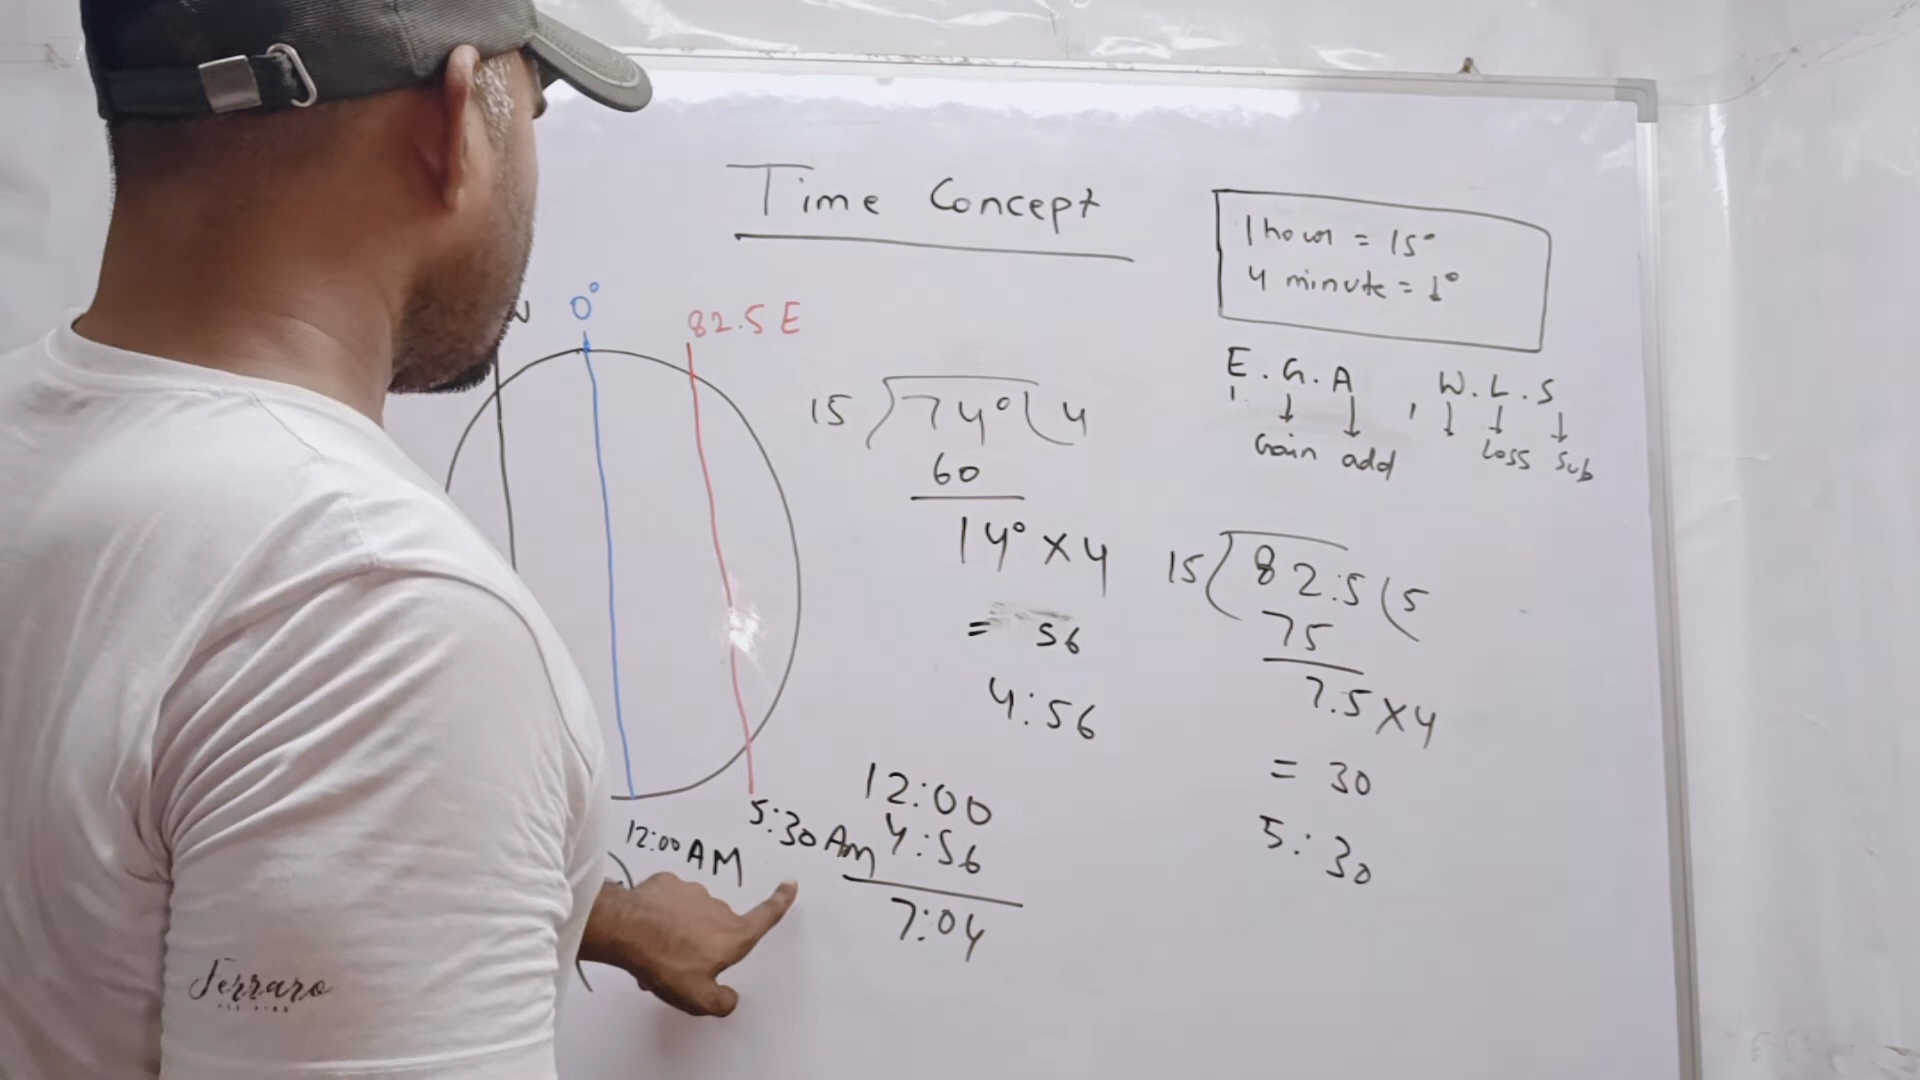 Time Concept
1 hour = 15°
4 minute = 1°
E.G.A , W.L.S
Gain add Loss Sub
0°
82.5 E
15 74° 4
60
14° × 4
= 56
4:56
15 82.5 5
75
7.5 × 4
= 30
5:30
12:00 AM
5:30 Am
12:00
4:56
7:04
Ferraro